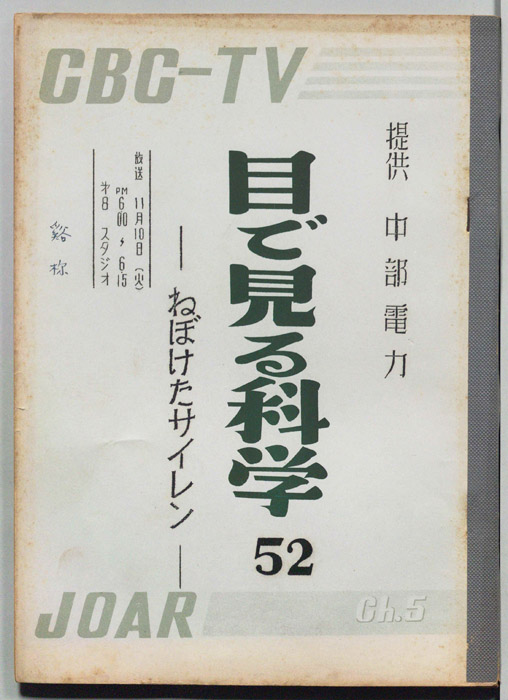 CBC-TV
提供 中部電力
目で見る科学
52
― ねぼけたサイレン ―
放送 11月10日(火)
PM 6.00〜6.15
才8 スタジオ
JOAR
Ch.5